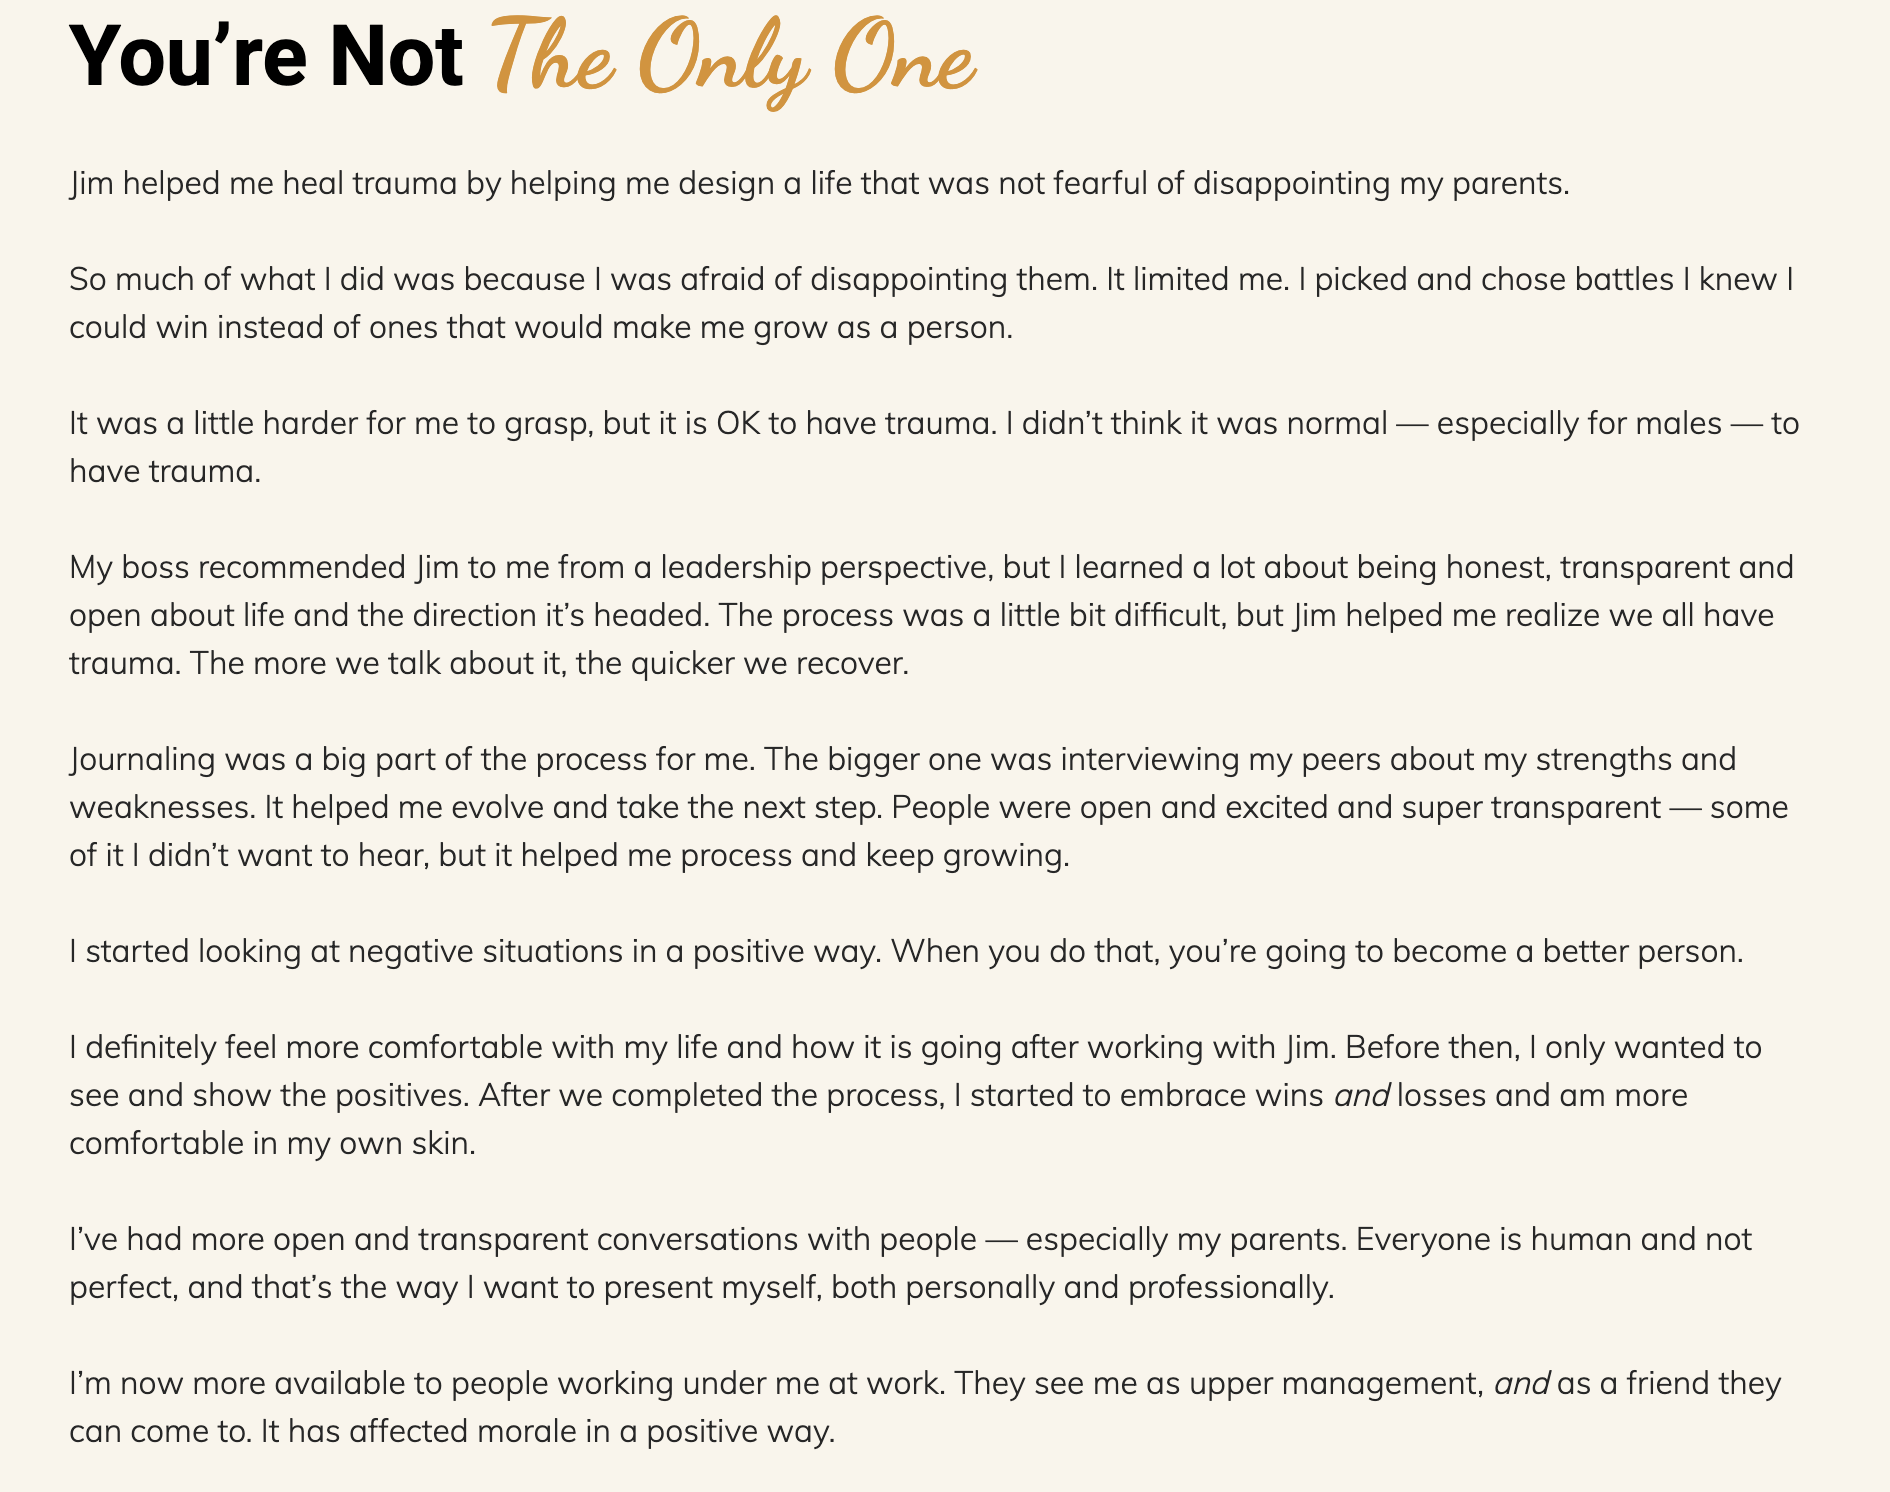 You’re Not The Only One
Jim helped me heal trauma by helping me design a life that was not fearful of disappointing my parents.
So much of what I did was because I was afraid of disappointing them. It limited me. I picked and chose battles I knew I
could win instead of ones that would make me grow as a person.
It was a little harder for me to grasp, but it is OK to have trauma. I didn’t think it was normal — especially for males — to
have trauma.
My boss recommended Jim to me from a leadership perspective, but I learned a lot about being honest, transparent and
open about life and the direction it’s headed. The process was a little bit difficult, but Jim helped me realize we all have
trauma. The more we talk about it, the quicker we recover.
Journaling was a big part of the process for me. The bigger one was interviewing my peers about my strengths and
weaknesses. It helped me evolve and take the next step. People were open and excited and super transparent — some
of it I didn’t want to hear, but it helped me process and keep growing.
I started looking at negative situations in a positive way. When you do that, you’re going to become a better person.
I definitely feel more comfortable with my life and how it is going after working with Jim. Before then, I only wanted to
see and show the positives. After we completed the process, I started to embrace wins and losses and am more
comfortable in my own skin.
I’ve had more open and transparent conversations with people — especially my parents. Everyone is human and not
perfect, and that’s the way I want to present myself, both personally and professionally.
I’m now more available to people working under me at work. They see me as upper management, and as a friend they
can come to. It has affected morale in a positive way.